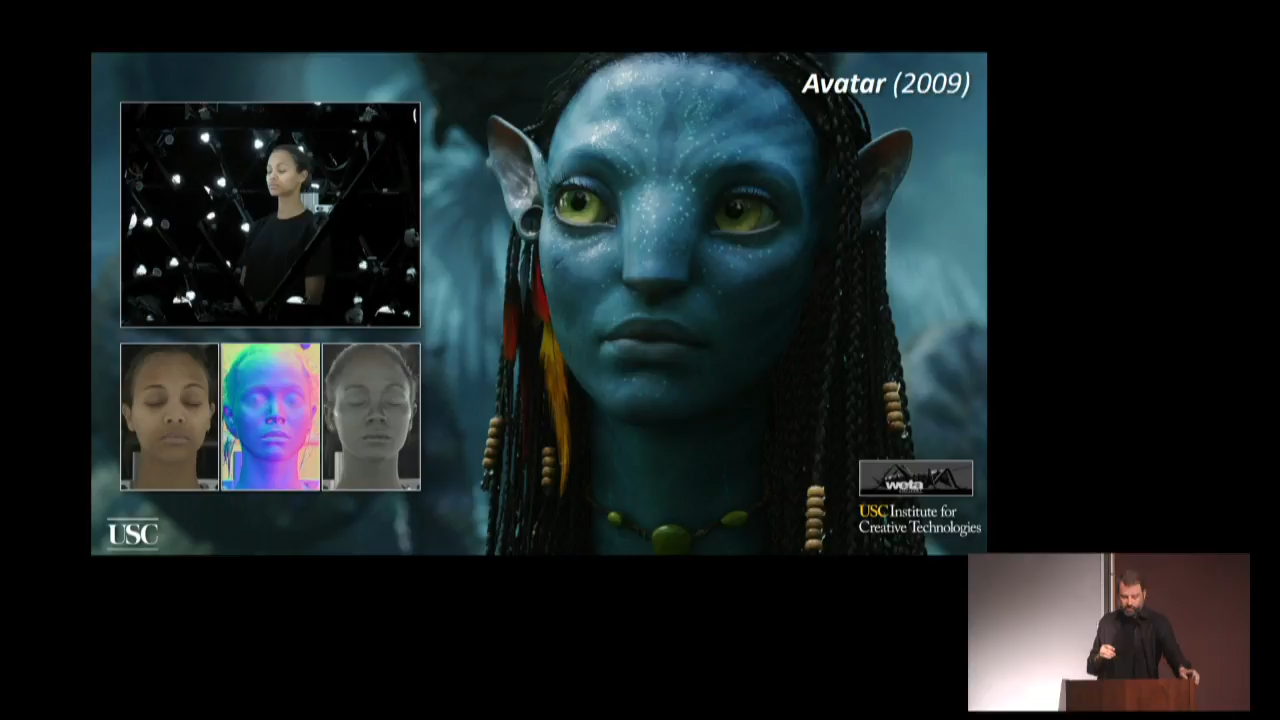 Avatar (2009)
weta
USC Institute for
Creative Technologies
USC